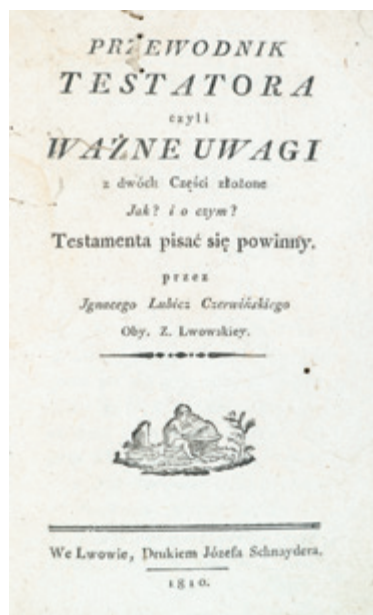 PRZEWODNIK
TESTATORA
czyli
WAŻNE UWAGI
z dwóch Części złożone
Jak? i o czym?
Testamenta pisać się powinny.
przez
Jgnacego Lubicz Czerwińskiego
Oby. Z. Lwowskiey.
We Lwowie, Drukiem Józefa Schnaydera.
1810.